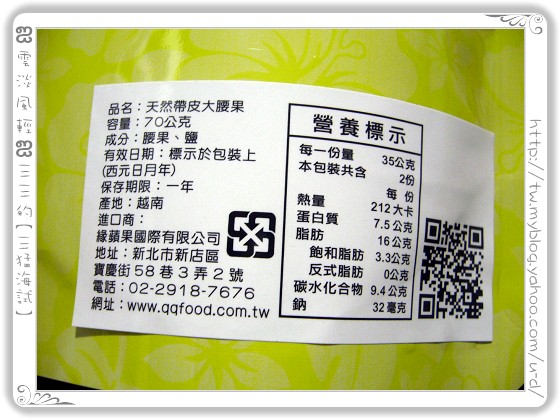 品名：天然帶皮大腰果
容量：70公克
成分：腰果、鹽
有效日期：標示於包裝上
(西元日月年)
保存期限：一年
產地：越南
進口商：
緣蘋果國際有限公司
地址：新北市新店區
寶慶街58巷3弄2號
電話：02-2918-7676
網址：www.qqfood.com.tw
營養標示
每一份量 35公克
本包裝共含 2份
每 份
熱量 212大卡
蛋白質 7.5公克
脂肪 16公克
飽和脂肪 3.3公克
反式脂肪 0公克
碳水化合物 9.4公克
鈉 32毫克
雲淡風輕
【三三三的【三猛海試】
http://tw.myblog.yahoo.com/u-d/